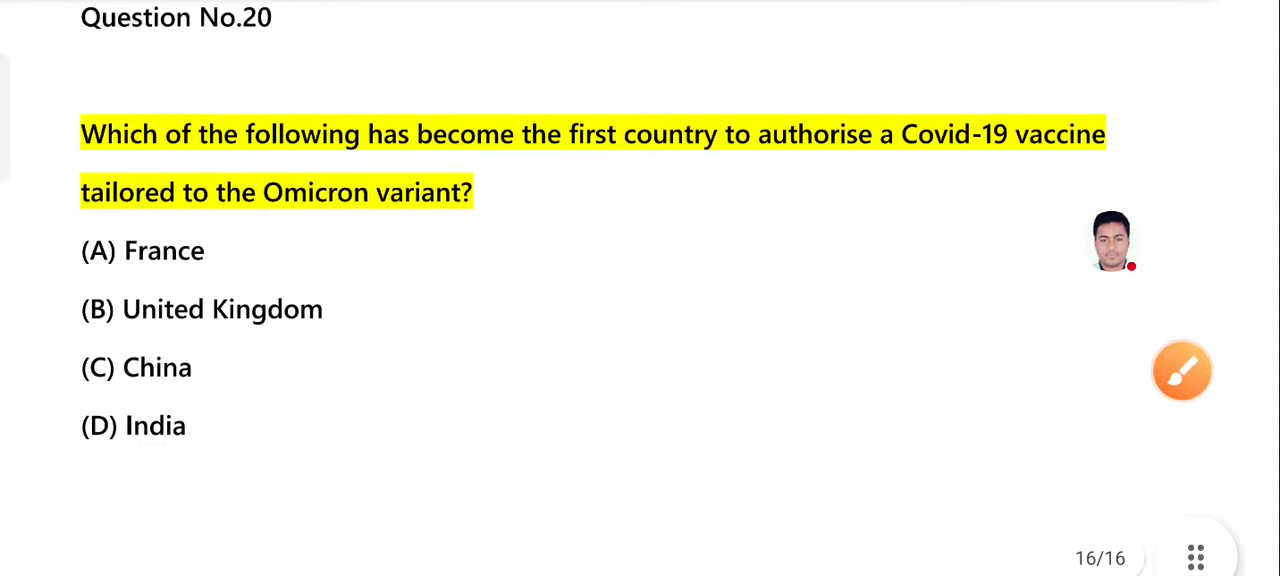 Question No.20
Which of the following has become the first country to authorise a Covid-19 vaccine
tailored to the Omicron variant?
(A) France
(B) United Kingdom
(C) China
(D) India
16/16